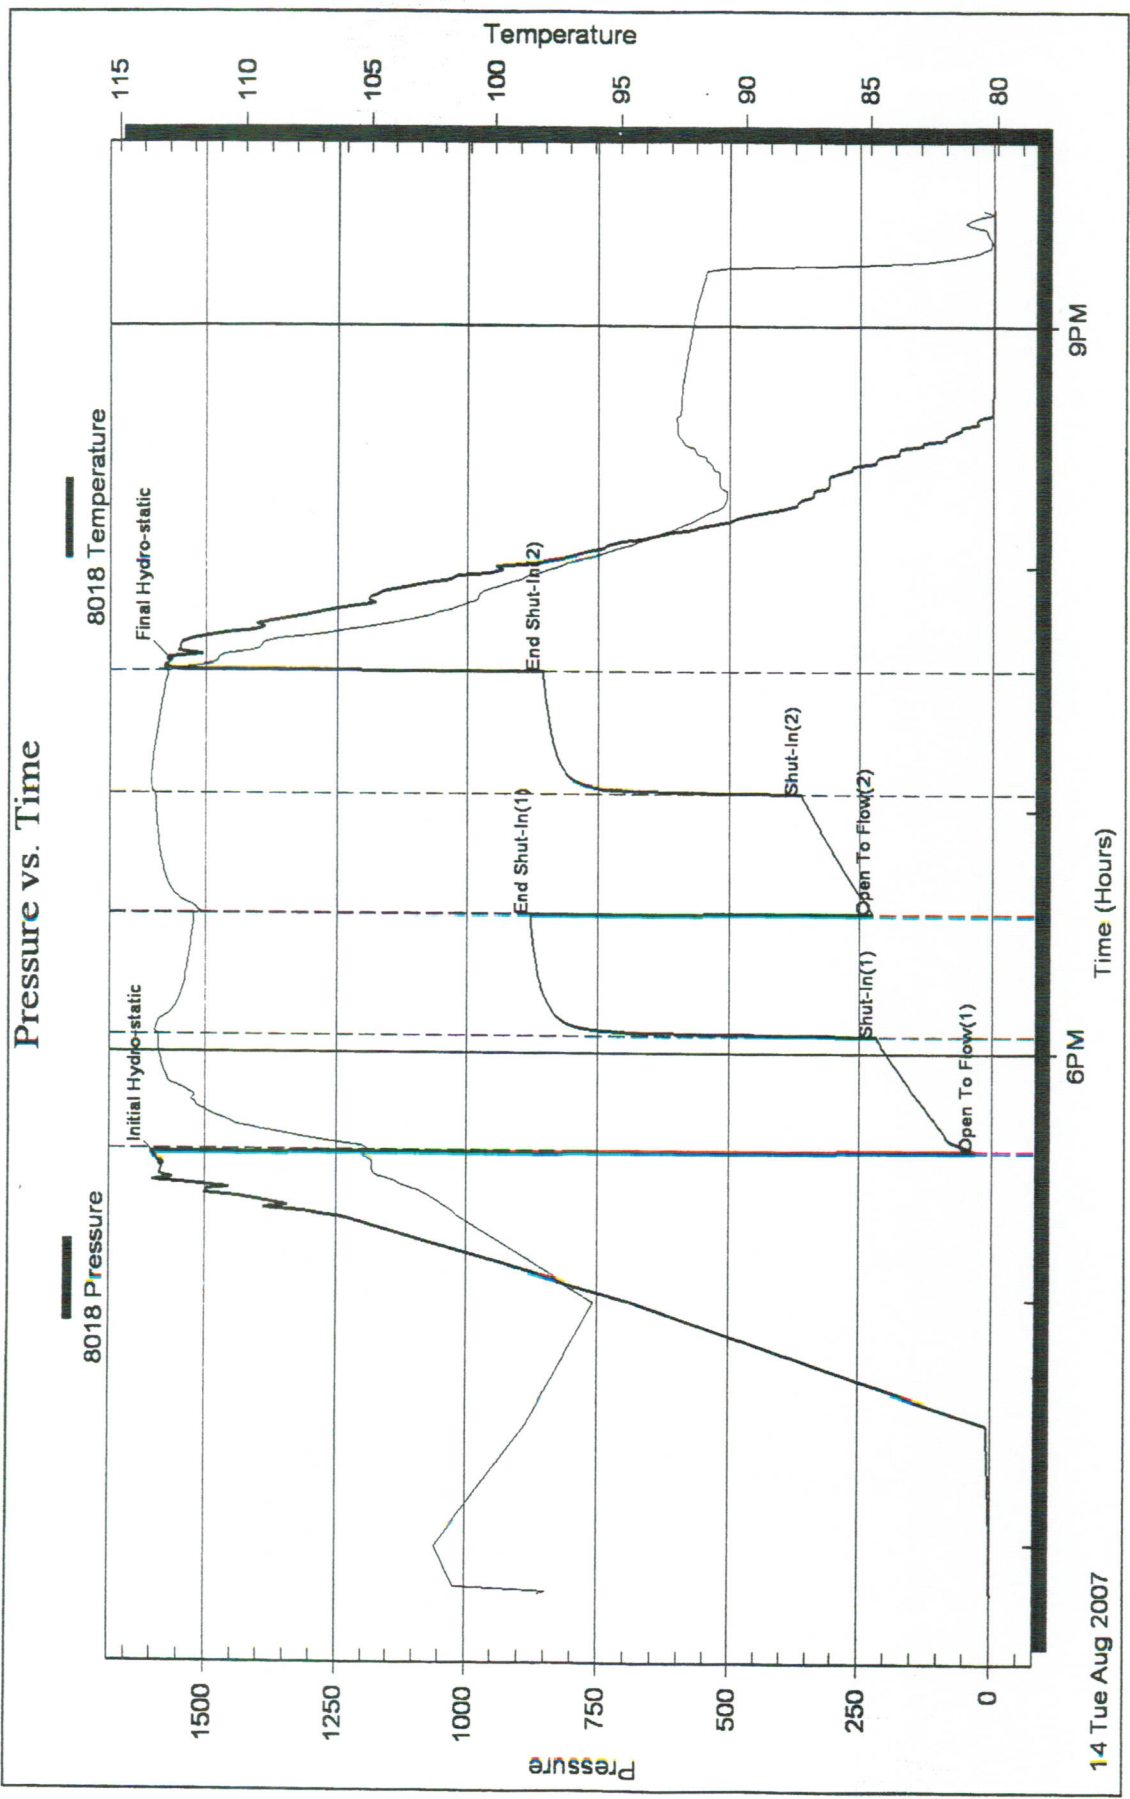 Pressure vs. Time
8018 Pressure
8018 Temperature
Pressure
Temperature
1500
1250
1000
750
500
250
0
115
110
105
100
95
90
85
80
Initial Hydro-static
Open To Flow(1)
Shut-In(1)
End Shut-In(1)
Open To Flow(2)
Shut-In(2)
End Shut-In(2)
Final Hydro-static
6PM
9PM
14 Tue Aug 2007
Time (Hours)